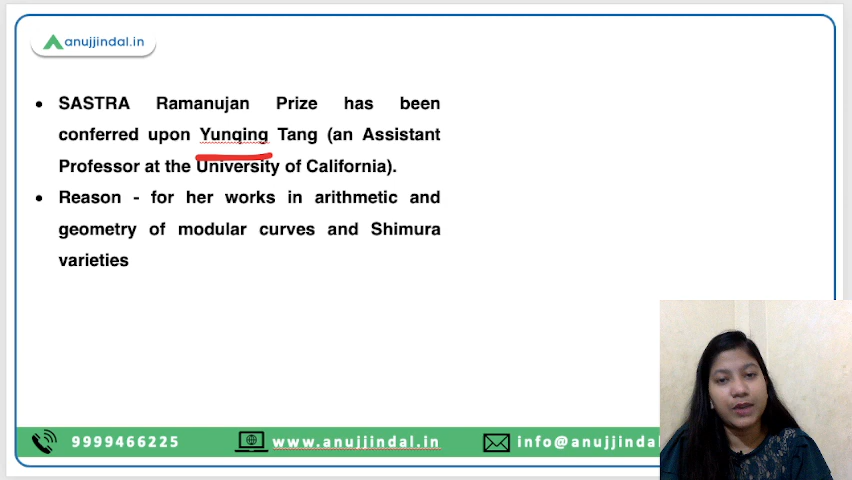 anujjindal.in
• SASTRA Ramanujan Prize has been
conferred upon Yunqing Tang (an Assistant
Professor at the University of California).
• Reason - for her works in arithmetic and
geometry of modular curves and Shimura
varieties
9999466225 www.anujjindal.in info@anujjindal